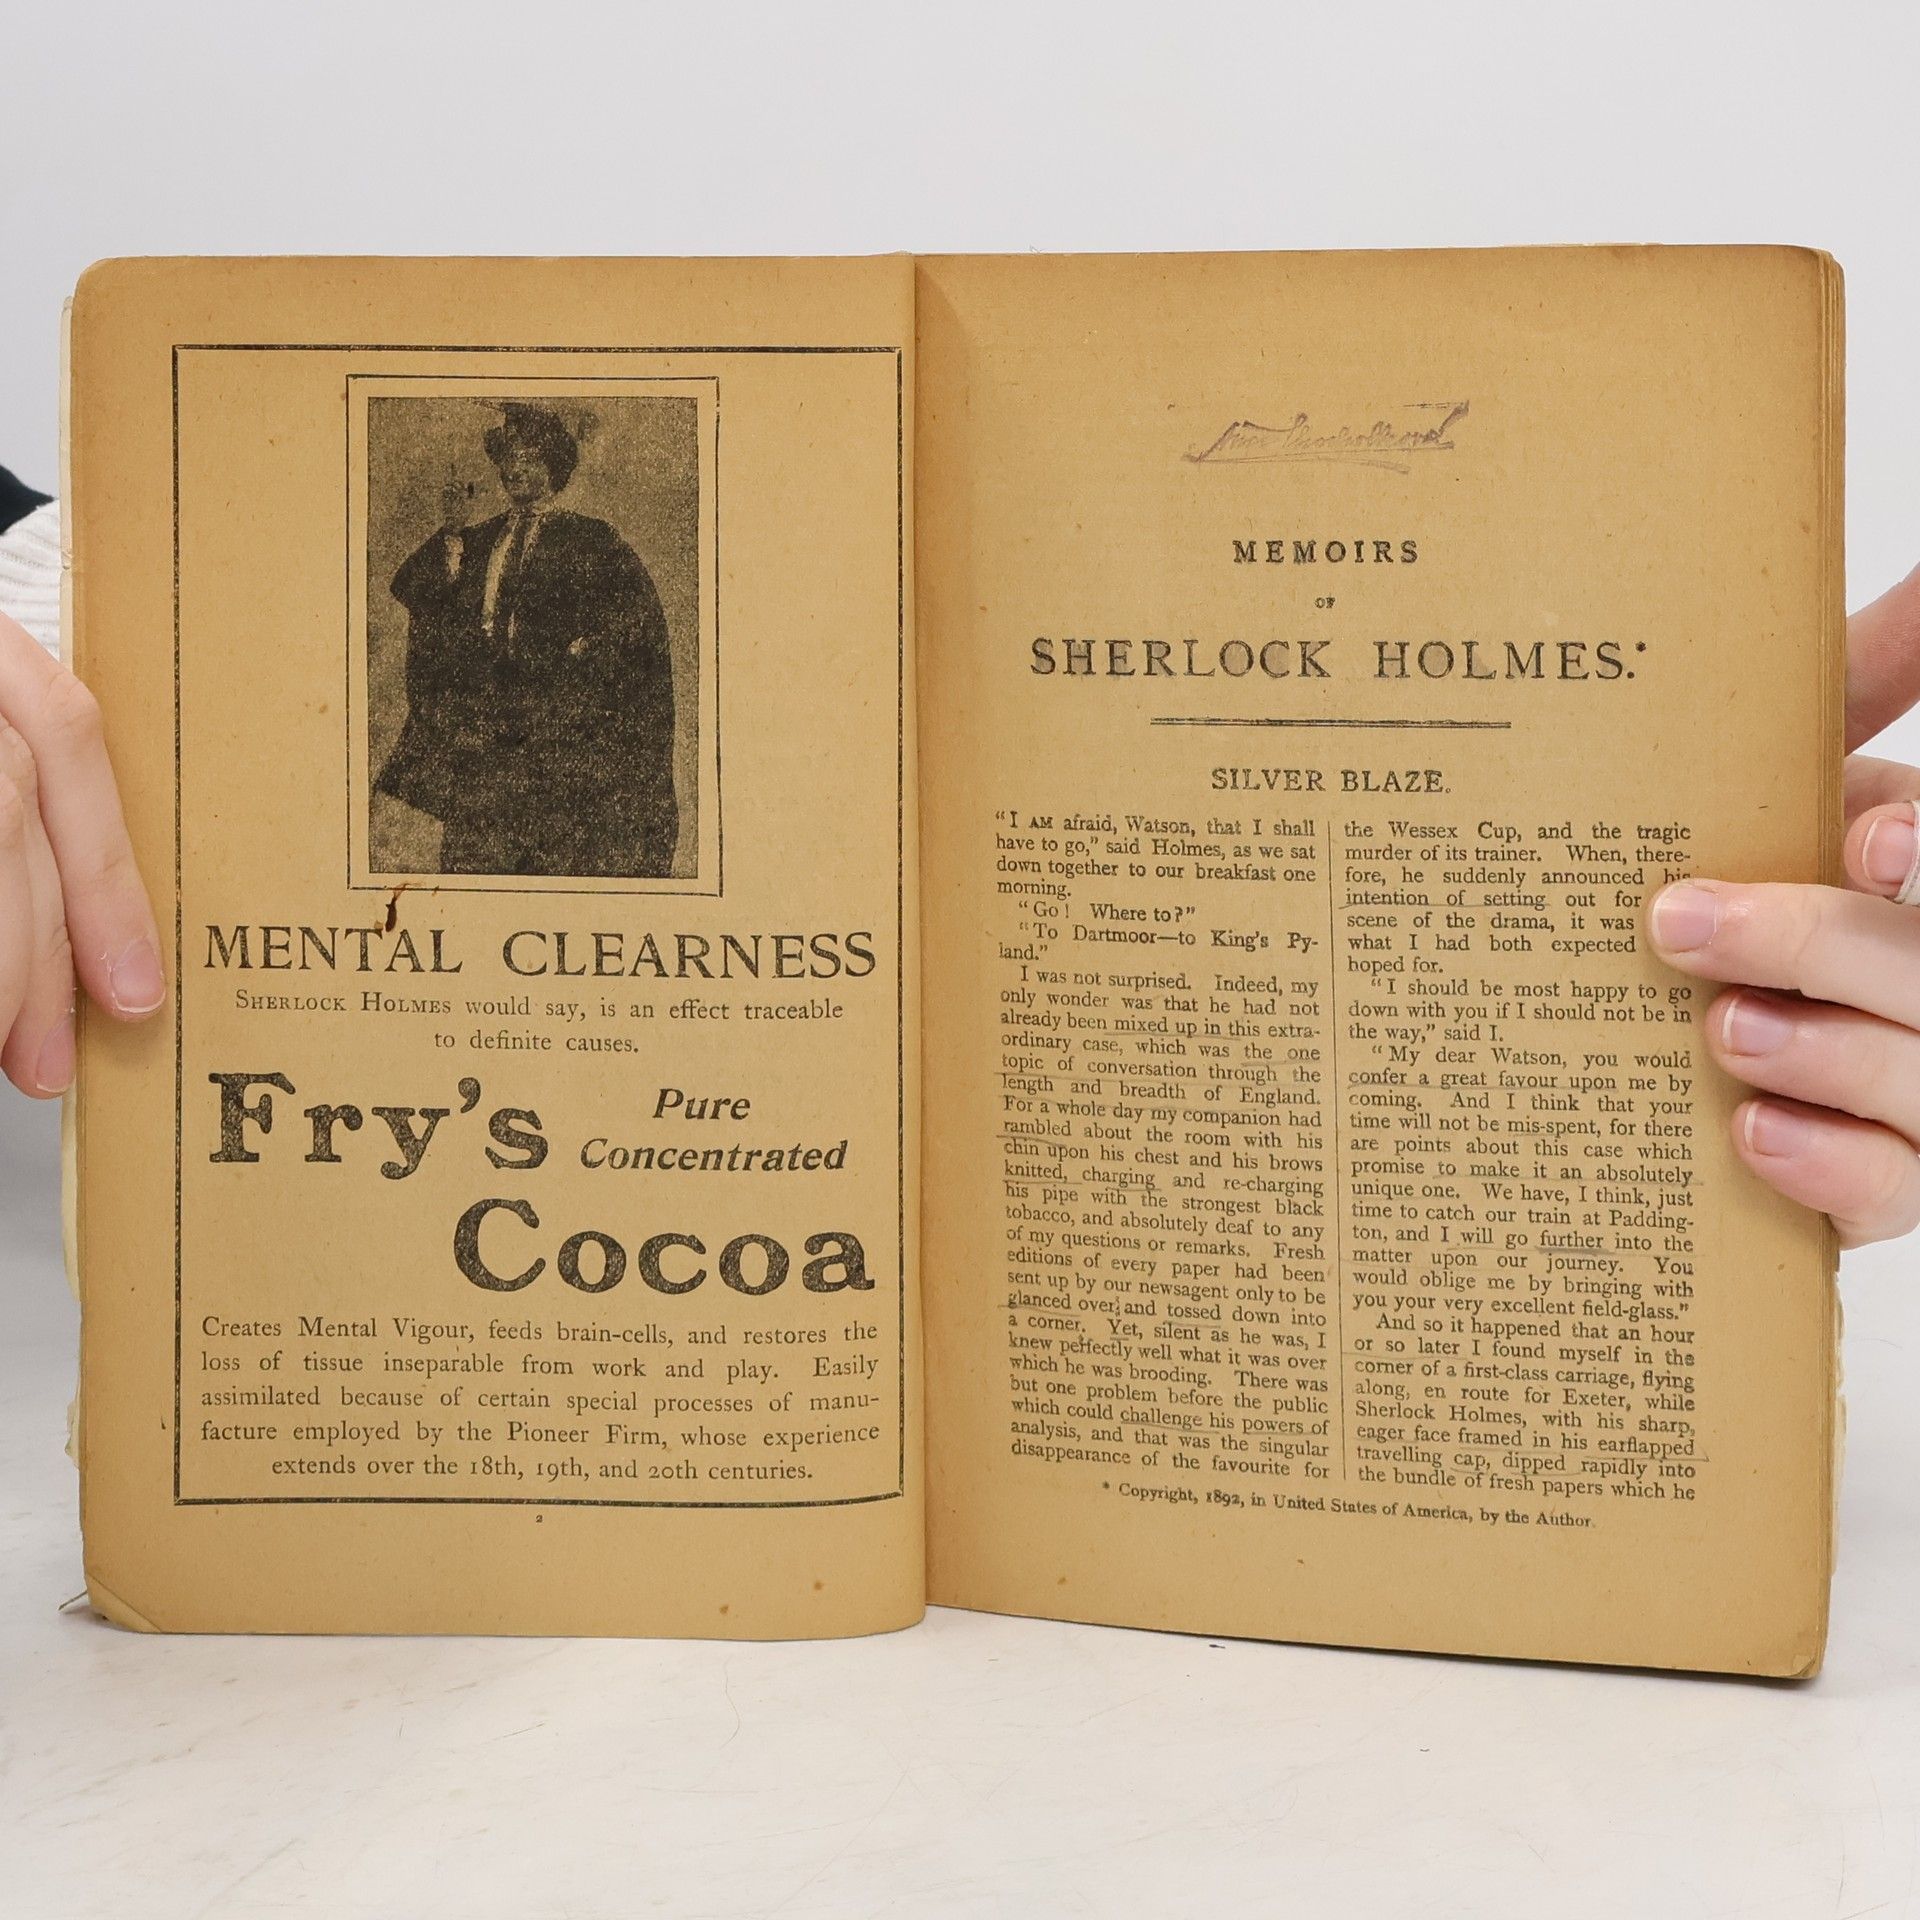 MENTAL CLEARNESS
SHERLOCK HOLMES would say, is an effect traceable
to definite causes.
Fry's Pure
Concentrated
Cocoa
Creates Mental Vigour, feeds brain-cells, and restores the
loss of tissue inseparable from work and play. Easily
assimilated because of certain special processes of manu-
facture employed by the Pioneer Firm, whose experience
extends over the 18th, 19th, and 20th centuries.
2
MEMOIRS
OF
SHERLOCK HOLMES.*
SILVER BLAZE.
"I AM afraid, Watson, that I shall
have to go," said Holmes, as we sat
down together to our breakfast one
morning.
"Go! Where to?"
"To Dartmoor—to King's Py-
land."
I was not surprised. Indeed, my
only wonder was that he had not
already been mixed up in this extra-
ordinary case, which was the one
topic of conversation through the
length and breadth of England.
For a whole day my companion had
rambled about the room with his
chin upon his chest and his brows
knitted, charging and re-charging
his pipe with the strongest black
tobacco, and absolutely deaf to any
of my questions or remarks. Fresh
editions of every paper had been
sent up by our newsagent only to be
glanced over; and tossed down into
a corner. Yet, silent as he was, I
knew perfectly well what it was over
which he was brooding. There was
but one problem before the public
which could challenge his powers of
analysis, and that was the singular
disappearance of the favourite for
the Wessex Cup, and the tragic
murder of its trainer. When, there-
fore, he suddenly announced his
intention of setting out for
scene of the drama, it was
what I had both expected
hoped for.
"I should be most happy to go
down with you if I should not be in
the way," said I.
"My dear Watson, you would
confer a great favour upon me by
coming. And I think that your
time will not be mis-spent, for there
are points about this case which
promise to make it an absolutely
unique one. We have, I think, just
time to catch our train at Padding-
ton, and I will go further into the
matter upon our journey. You
would oblige me by bringing with
you your very excellent field-glass."
And so it happened that an hour
or so later I found myself in the
corner of a first-class carriage, flying
along, en route for Exeter, while
Sherlock Holmes, with his sharp,
eager face framed in his earflapped
travelling cap, dipped rapidly into
the bundle of fresh papers which he
* Copyright, 1892, in United States of America, by the Author.